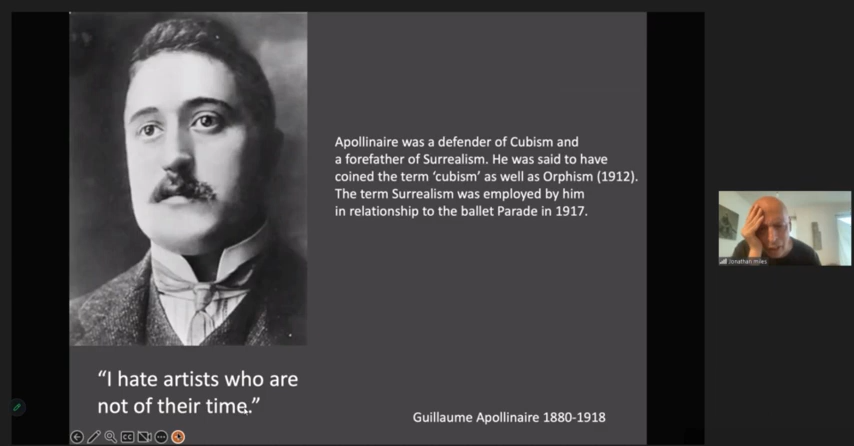 Apollinaire was a defender of Cubism and
a forefather of Surrealism. He was said to have
coined the term ‘cubism’ as well as Orphism (1912).
The term Surrealism was employed by him
in relationship to the ballet Parade in 1917.
“I hate artists who are
not of their time.”
Guillaume Apollinaire 1880-1918
Jonathan miles
CC